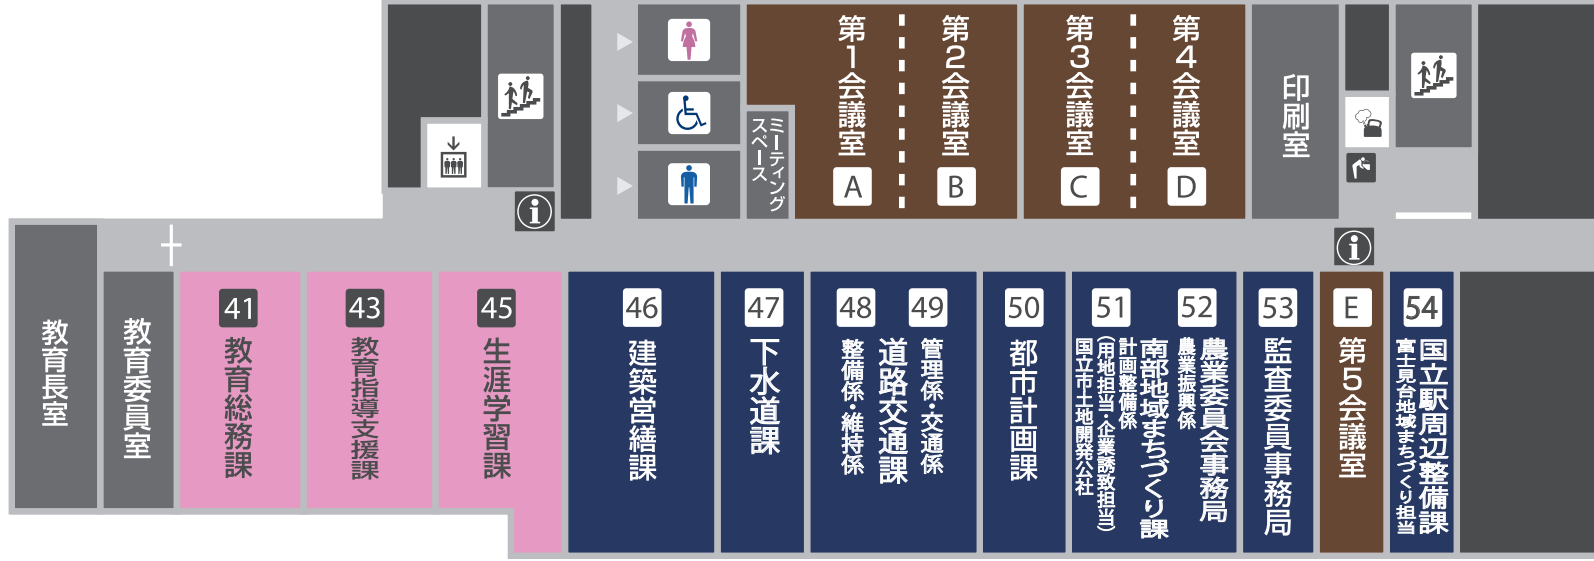 第1会議室
A
第2会議室
B
第3会議室
C
第4会議室
D
ミーティング
スペース
印刷室
i
i
教育長室
教育委員室
41
教育総務課
43
教育指導支援課
45
生涯学習課
46
建築営繕課
47
下水道課
48
49
管理係・交通係
道路交通課
整備係・維持係
50
都市計画課
51
52
農業委員会事務局
農業振興係
南部地域まちづくり課
計画整備係
(用地担当・企業誘致担当)
国立市土地開発公社
53
監査委員事務局
E
第5会議室
54
国立駅周辺整備課
富士見台地域まちづくり担当